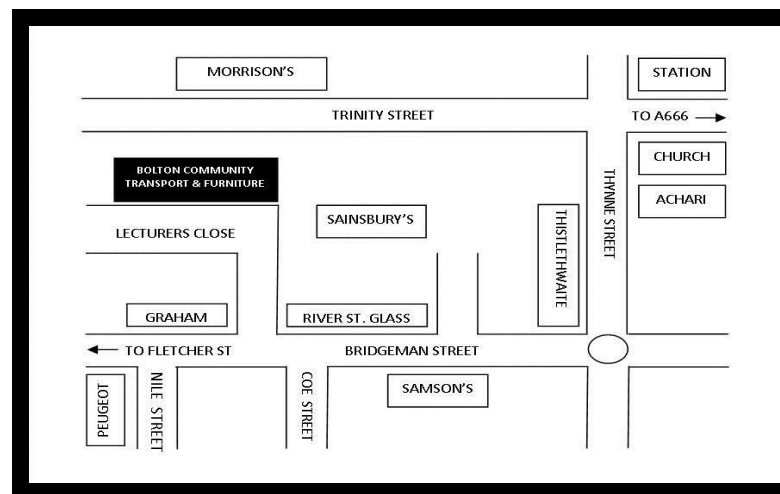 MORRISON'S
STATION
TRINITY STREET
TO A666
BOLTON COMMUNITY
TRANSPORT & FURNITURE
CHURCH
THYNNE STREET
ACHARI
SAINSBURY'S
THISTLETHWAITE
LECTURERS CLOSE
GRAHAM
RIVER ST. GLASS
TO FLETCHER ST
BRIDGEMAN STREET
PEUGEOT
NILE STREET
COE STREET
SAMSON'S